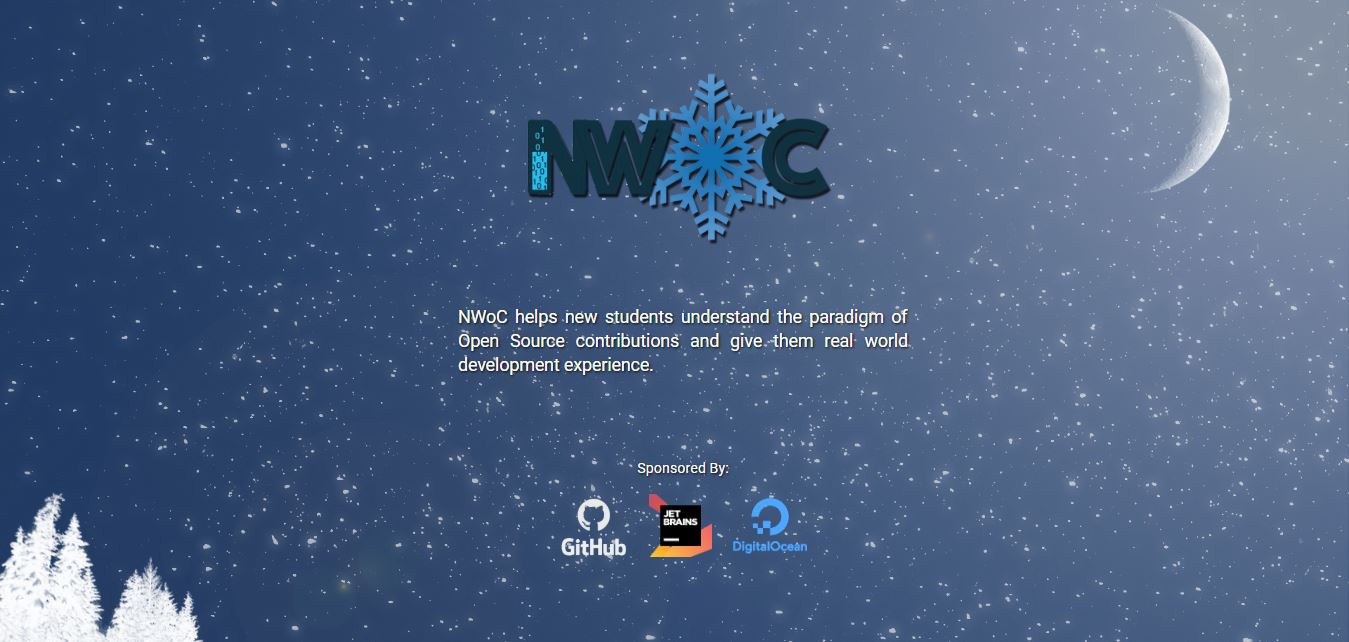 NWC
NWoC helps new students understand the paradigm of
Open Source contributions and give them real world
development experience.
Sponsored By:
GitHub
JET
BRAINS
DigitalOcean